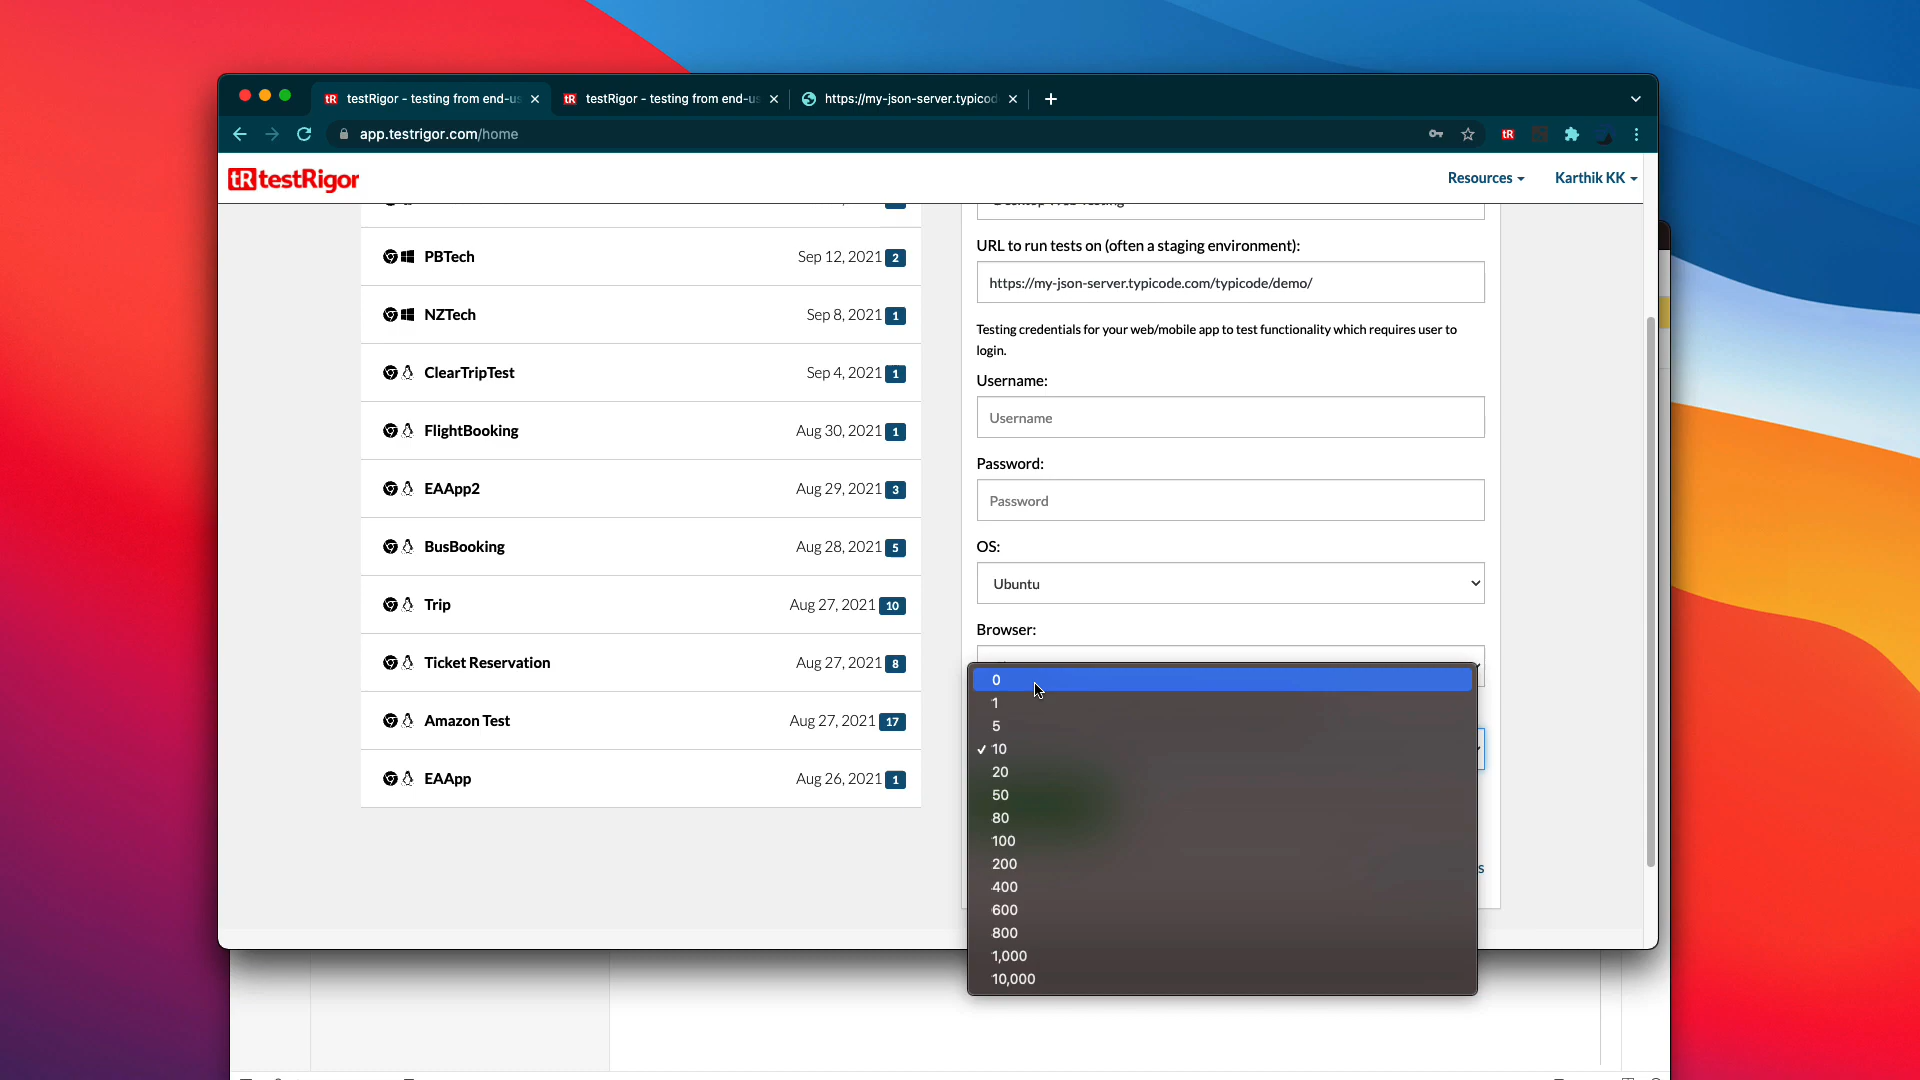 testRigor - testing from end-us
testRigor - testing from end-us
https://my-json-server.typicod
app.testrigor.com/home
tR testRigor
Resources
Karthik KK
URL to run tests on (often a staging environment):
https://my-json-server.typicode.com/typicode/demo/
Testing credentials for your web/mobile app to test functionality which requires user to
login.
Username:
Username
Password:
Password
OS:
Ubuntu
Browser:
PBTech Sep 12, 2021 2
NZTech Sep 8, 2021 1
ClearTripTest Sep 4, 2021 1
FlightBooking Aug 30, 2021 1
EAApp2 Aug 29, 2021 3
BusBooking Aug 28, 2021 5
Trip Aug 27, 2021 10
Ticket Reservation Aug 27, 2021 8
Amazon Test Aug 27, 2021 17
EAApp Aug 26, 2021 1
0
1
5
✓ 10
20
50
80
100
200
400
600
800
1,000
10,000